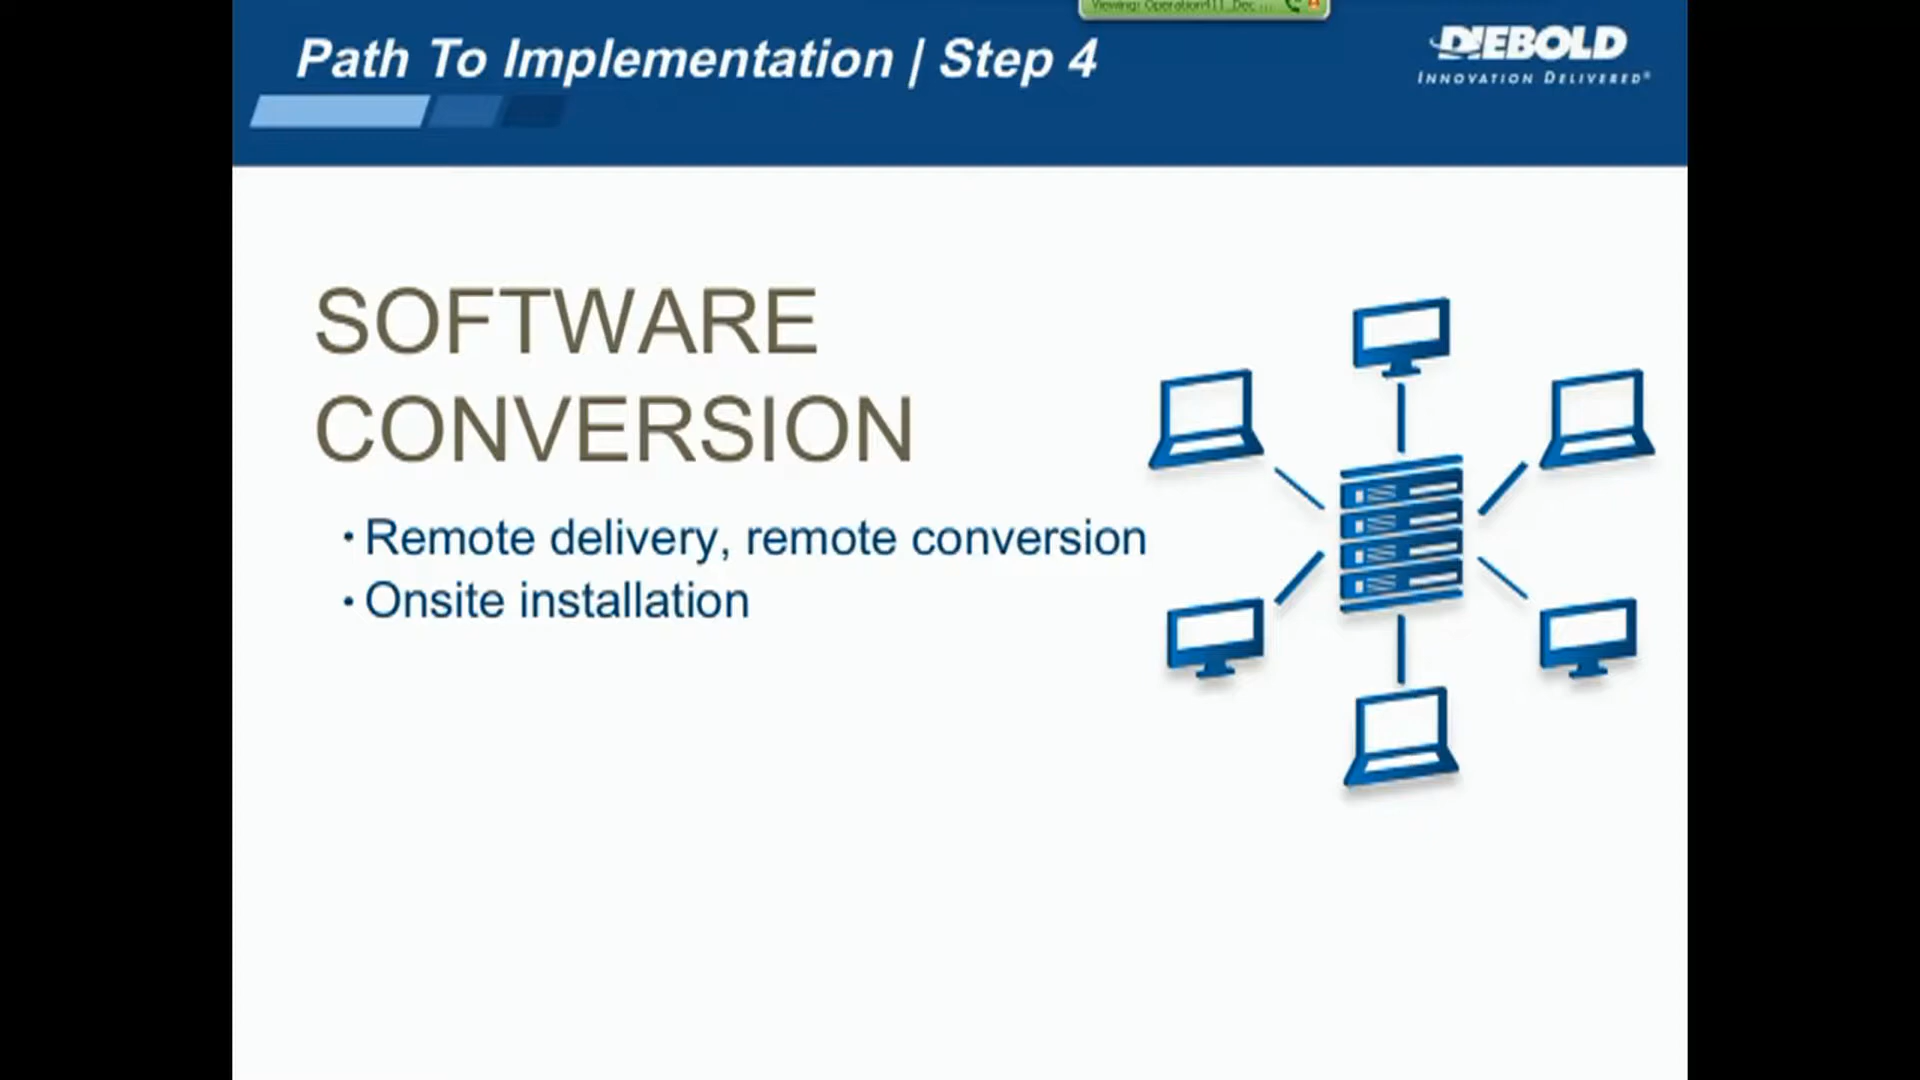 Path To Implementation | Step 4
DIEBOLD
INNOVATION DELIVERED®
SOFTWARE
CONVERSION
• Remote delivery, remote conversion
• Onsite installation